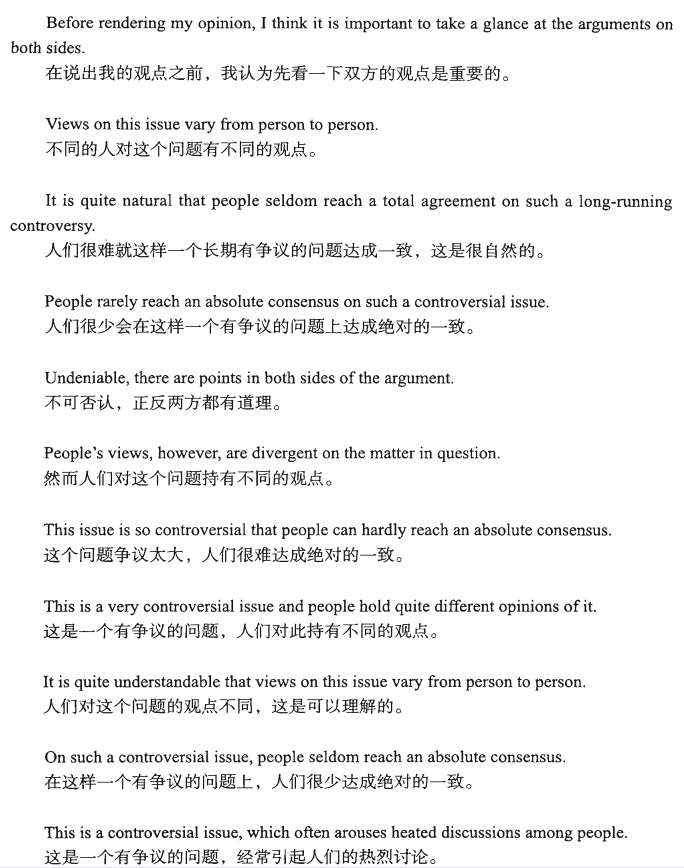 Before rendering my opinion, I think it is important to take a glance at the arguments on
both sides.
在说出我的观点之前，我认为先看一下双方的观点是重要的。
Views on this issue vary from person to person.
不同的人对这个问题有不同的观点。
It is quite natural that people seldom reach a total agreement on such a long-running
controversy.
人们很难就这样一个长期有争议的问题达成一致，这是很自然的。
People rarely reach an absolute consensus on such a controversial issue.
人们很少会在这样一个有争议的问题上达成绝对的一致。
Undeniable, there are points in both sides of the argument.
不可否认，正反两方都有道理。
People's views, however, are divergent on the matter in question.
然而人们对这个问题持有不同的观点。
This issue is so controversial that people can hardly reach an absolute consensus.
这个问题争议太大，人们很难达成绝对的一致。
This is a very controversial issue and people hold quite different opinions of it.
这是一个有争议的问题，人们对此持有不同的观点。
It is quite understandable that views on this issue vary from person to person.
人们对这个问题的观点不同，这是可以理解的。
On such a controversial issue, people seldom reach an absolute consensus.
在这样一个有争议的问题上，人们很少达成绝对的一致。
This is a controversial issue, which often arouses heated discussions among people.
这是一个有争议的问题，经常引起人们的热烈讨论。